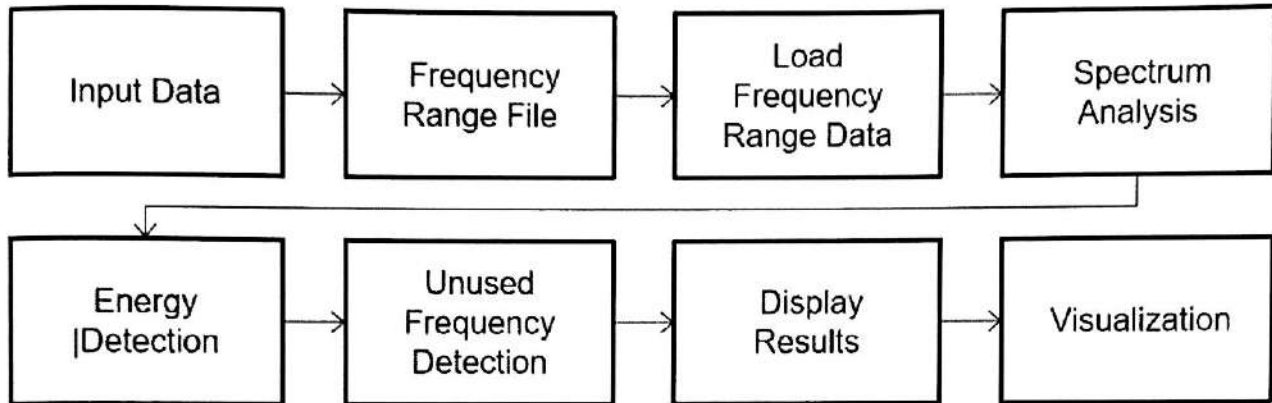 Input Data
Frequency
Range File
Load
Frequency
Range Data
Spectrum
Analysis
Energy
|Detection
Unused
Frequency
Detection
Display
Results
Visualization